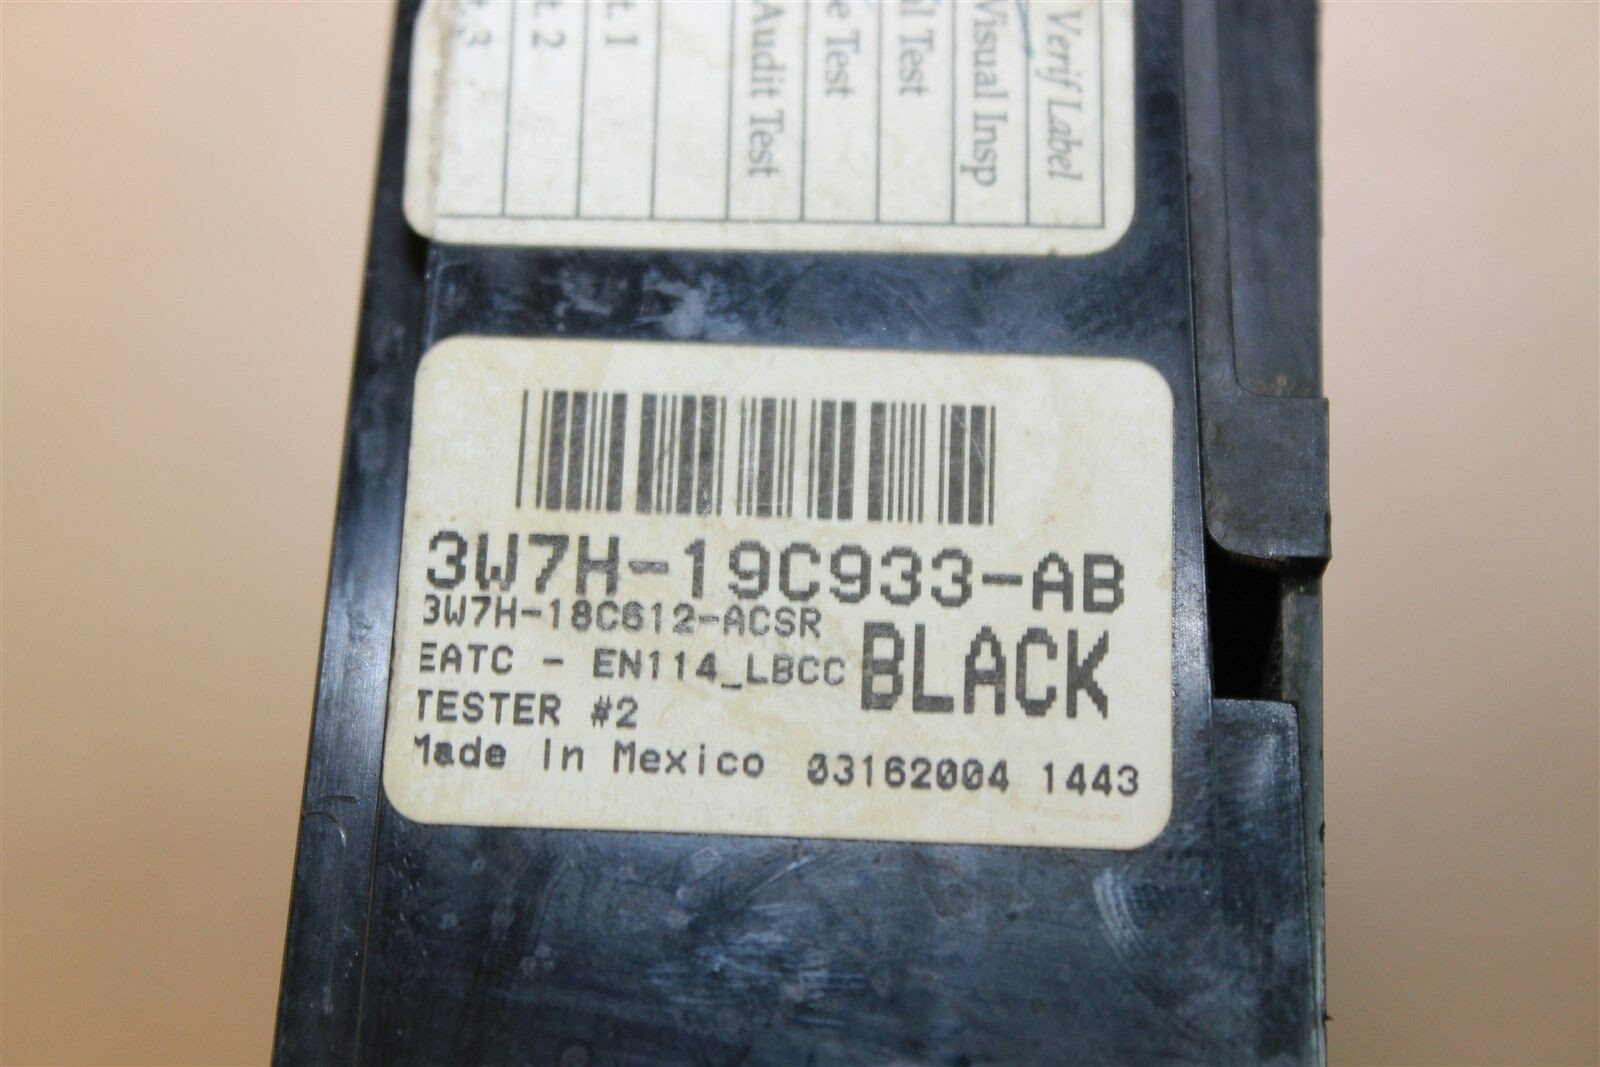 Verif Label
Visual Insp
Test
Test
Audit Test
t. 1
t. 2
3
3W7H-19C933-AB
3W7H-18C612-ACSR
EATC - EN114_LBCC
BLACK
TESTER #2
Made In Mexico 03162004 1443